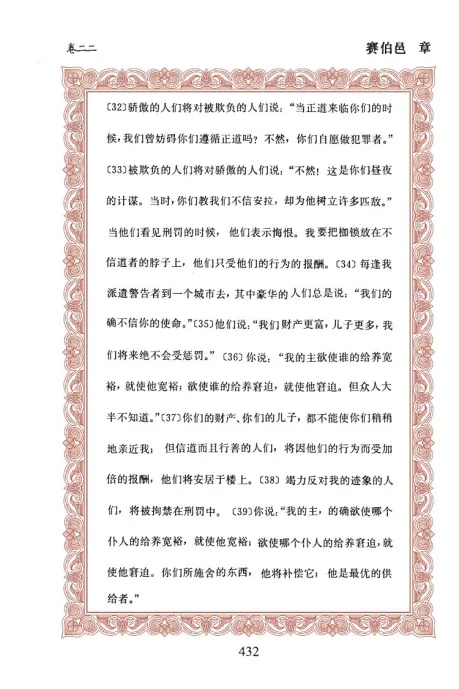 卷二二 赛伯邑 章
〔32〕骄傲的人们将对被欺负的人们说：“当正道来临你们的时
候，我们曾妨碍你们遵循正道吗？不然，你们自愿做犯罪者。”
〔33〕被欺负的人们将对骄傲的人们说：“不然！这是你们昼夜
的计谋。当时，你们教我们不信安拉，却为他树立许多匹敌。”
当他们看见刑罚的时候，他们表示悔恨。我要把枷锁放在不
信道者的脖子上，他们只受他们的行为的报酬。〔34〕每逢我
派遣警告者到一个城市去，其中豪华的人们总是说：“我们的
确不信你的使命。”〔35〕他们说：“我们财产更富，儿子更多，我
们将来绝不会受惩罚。”〔36〕你说：“我的主欲使谁的给养宽
裕，就使他宽裕；欲使谁的给养窘迫，就使他窘迫。但众人大
半不知道。”〔37〕你们的财产、你们的儿子，都不能使你们稍稍
地亲近我；但信道而且行善的人们，将因他们的行为而受加
倍的报酬，他们将安居于楼上。〔38〕竭力反对我的迹象的人
们，将被拘禁在刑罚中。〔39〕你说：“我的主，的确欲使哪个
仆人的给养宽裕，就使他宽裕；欲使哪个仆人的给养窘迫，就
使他窘迫。你们所施舍的东西，他将补偿它；他是最优的供
给者。”
432